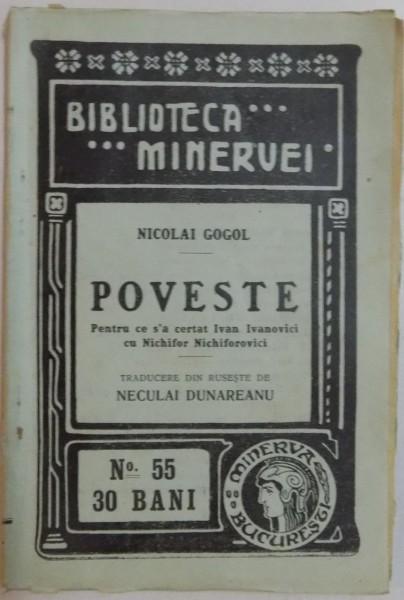 BIBLIOTECA •••
••• MINERVEI •
NICOLAI GOGOL
POVESTE
Pentru ce s'a certat Ivan Ivanovici
cu Nichifor Nichiforovici
TRADUCERE DIN RUSEȘTE DE
NECULAI DUNAREANU
No. 55
30 BANI
MINERVA
BUCUREȘTI